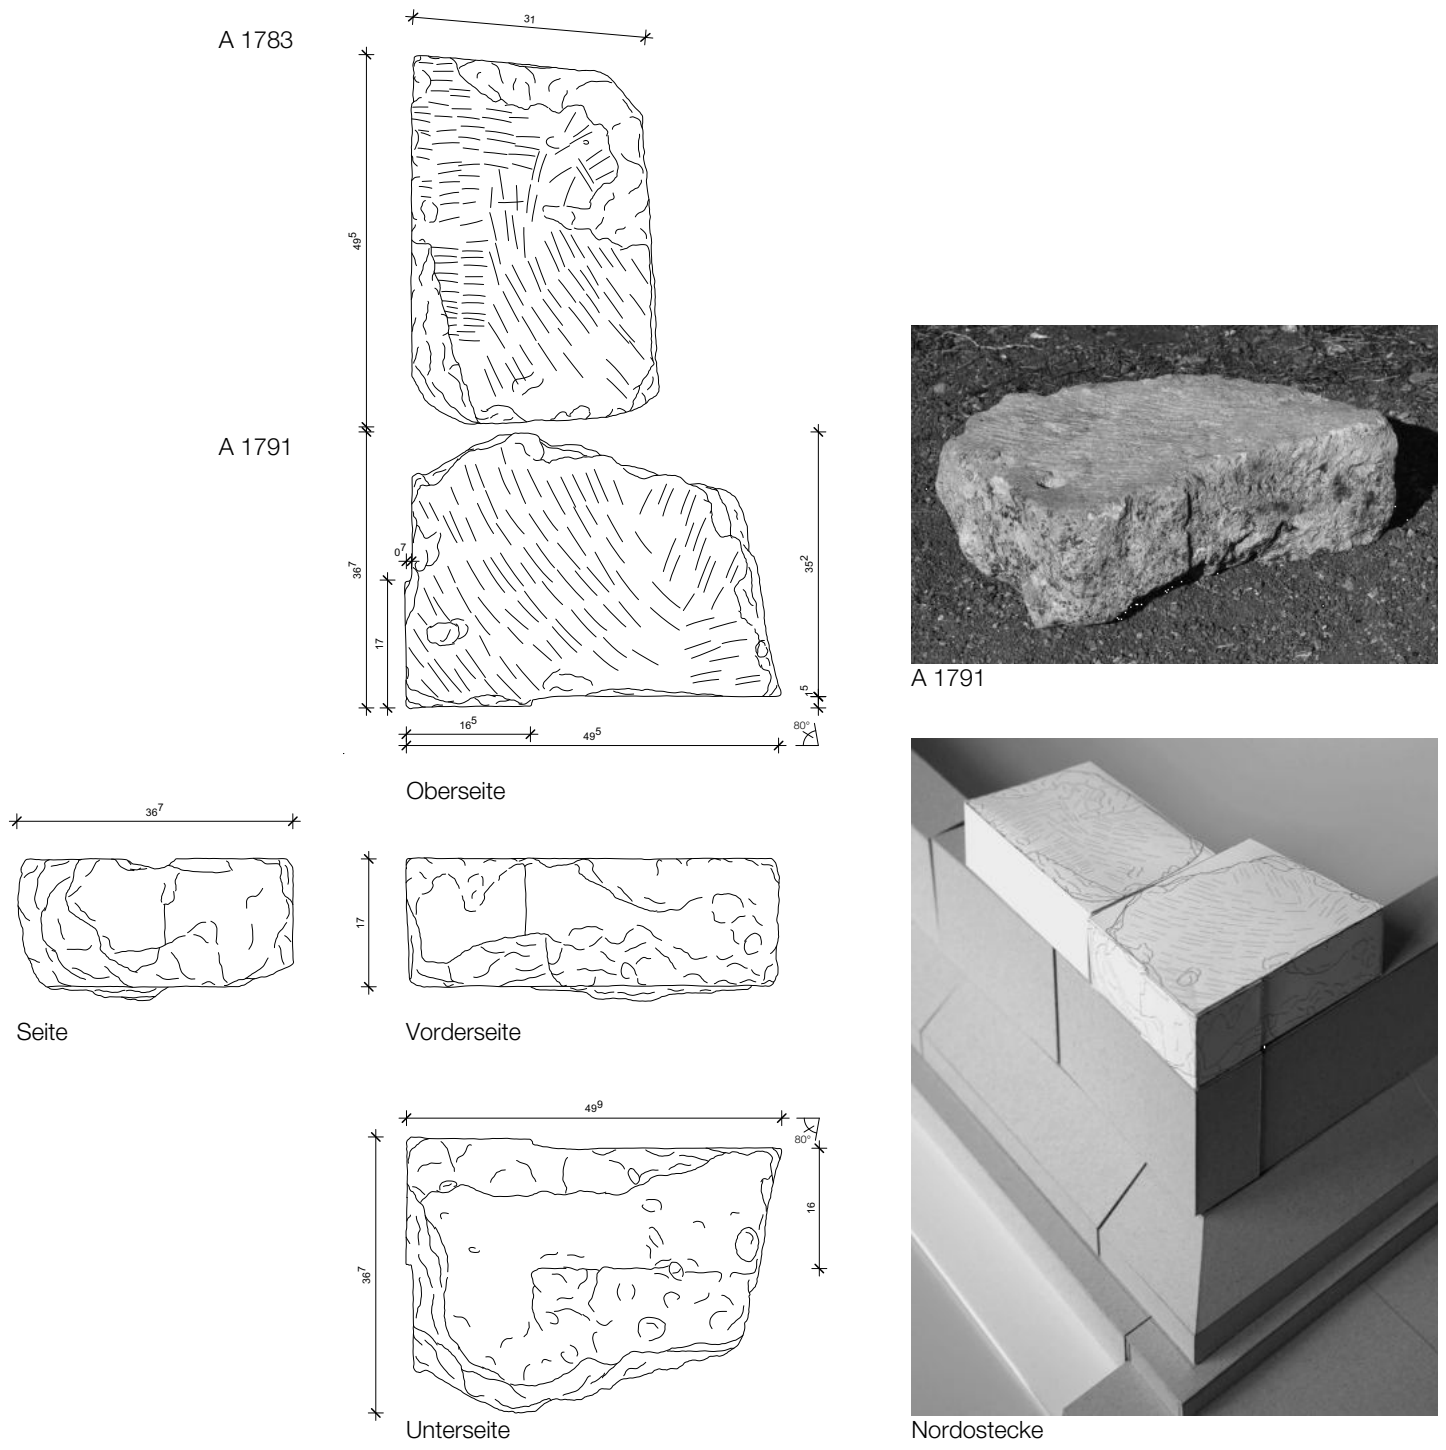 A 1783
31
49⁵
A 1791
0⁷
36⁷
17
35²
1⁵
16⁵
49⁵
80°
Oberseite
A 1791
36⁷
17
Seite
Vorderseite
49⁹
80°
16
36⁷
Unterseite
Nordostecke